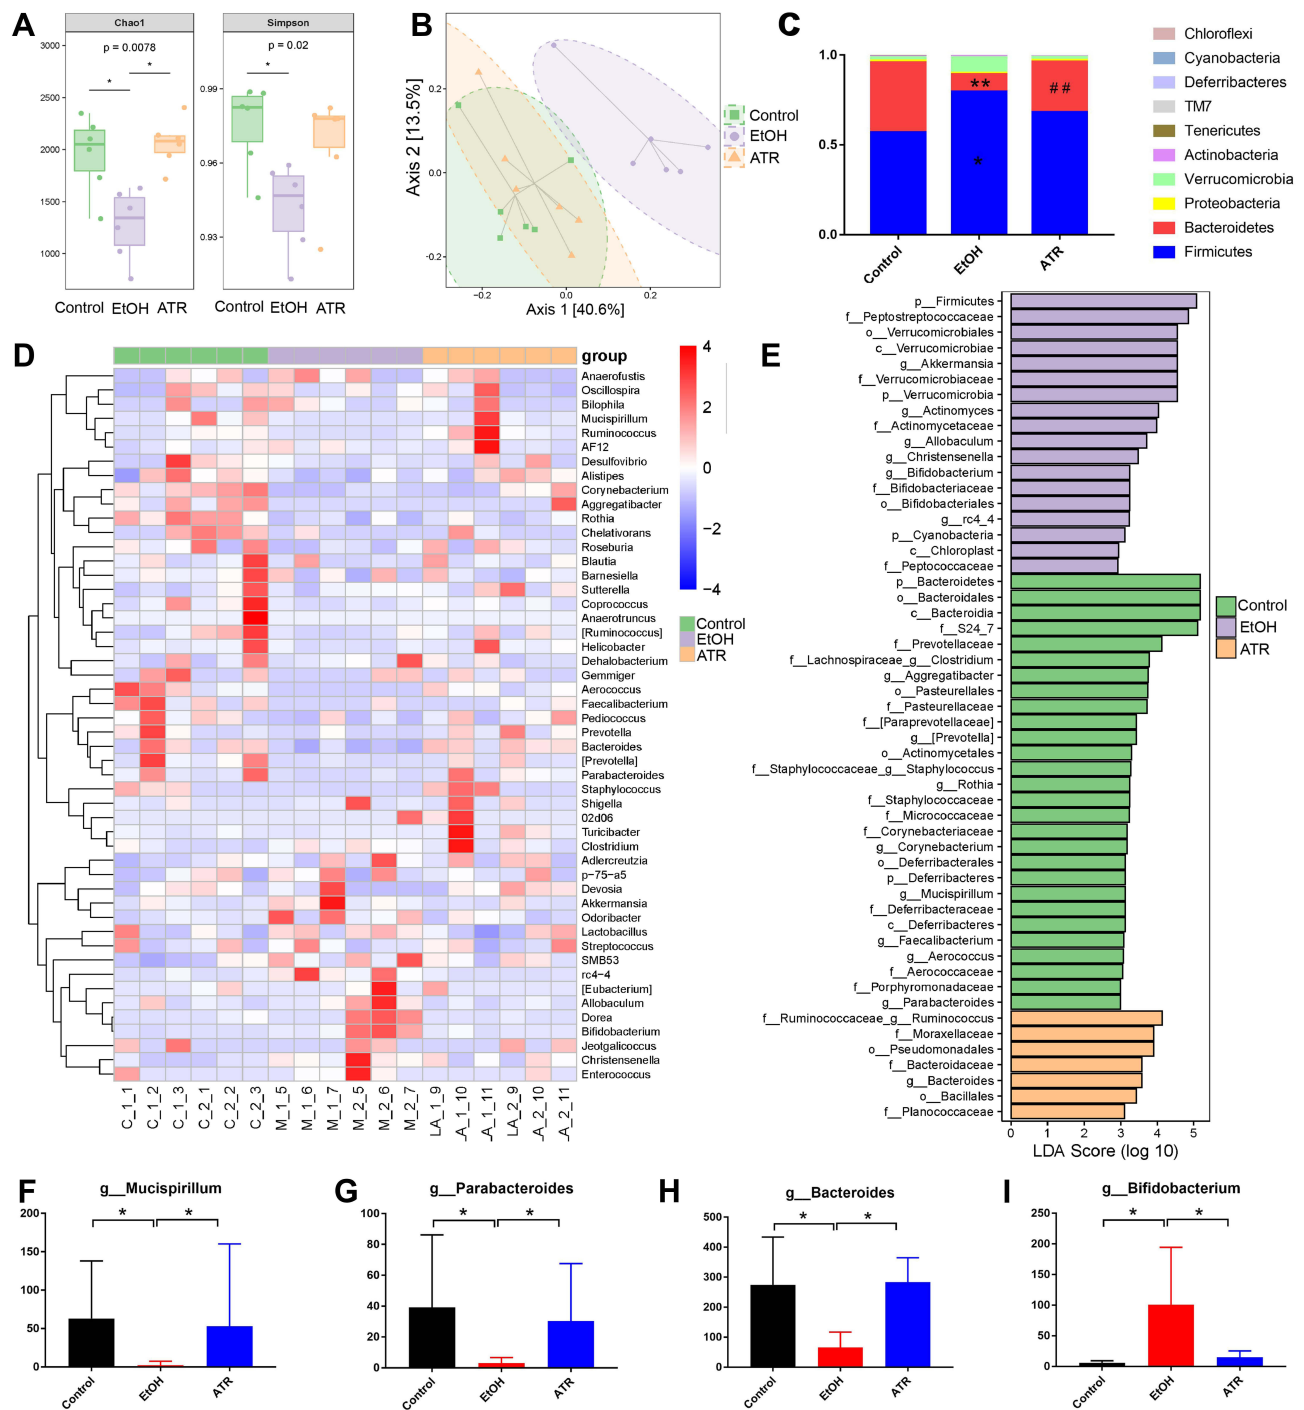 A
Chao1
Simpson
p = 0.0078
p = 0.02
*
*
*
3000
2500
2000
1500
1000
0.99
0.96
0.93
Control EtOH ATR
Control EtOH ATR
B
Axis 2 [13.5%]
0.2
0.0
-0.2
-0.2
0.0
0.2
Axis 1 [40.6%]
Control
EtOH
ATR
C
1.0
0.5
0.0
**
##
*
Control
EtOH
ATR
Chloroflexi
Cyanobacteria
Deferribacteres
TM7
Tenericutes
Actinobacteria
Verrucomicrobia
Proteobacteria
Bacteroidetes
Firmicutes
D
group
Anaerofustis
Oscillospira
Bilophila
Mucispirillum
Ruminococcus
AF12
Desulfovibrio
Alistipes
Corynebacterium
Aggregatibacter
Rothia
Chelativorans
Roseburia
Blautia
Barnesiella
Sutterella
Coprococcus
Anaerotruncus
[Ruminococcus]
Helicobacter
Dehalobacterium
Gemmiger
Aerococcus
Faecalibacterium
Pediococcus
Prevotella
Bacteroides
[Prevotella]
Parabacteroides
Staphylococcus
Shigella
02d06
Turicibacter
Clostridium
Adlercreutzia
p-75-a5
Devosia
Akkermansia
Odoribacter
Lactobacillus
Streptococcus
SMB53
rc4-4
[Eubacterium]
Allobaculum
Dorea
Bifidobacterium
Jeotgalicoccus
Christensenella
Enterococcus
4
2
0
−2
−4
Control
EtOH
ATR
C_1_1
C_1_2
C_1_3
C_2_1
C_2_2
C_2_3
M_1_5
M_1_6
M_1_7
M_2_5
M_2_6
M_2_7
LA_1_9
.A_1_10
.A_1_11
LA_2_9
.A_2_10
.A_2_11
E
p__Firmicutes
f__Peptostreptococcaceae
o__Verrucomicrobiales
c__Verrucomicrobiae
g__Akkermansia
f__Verrucomicrobiaceae
p__Verrucomicrobia
g__Actinomyces
f__Actinomycetaceae
g__Allobaculum
g__Christensenella
g__Bifidobacterium
f__Bifidobacteriaceae
o__Bifidobacteriales
g__rc4_4
p__Cyanobacteria
c__Chloroplast
f__Peptococcaceae
p__Bacteroidetes
o__Bacteroidales
c__Bacteroidia
f__S24_7
f__Prevotellaceae
f__Lachnospiraceae_g__Clostridium
g__Aggregatibacter
o__Pasteurellales
f__Pasteurellaceae
f__[Paraprevotellaceae]
g__[Prevotella]
o__Actinomycetales
f__Staphylococcaceae_g__Staphylococcus
g__Rothia
f__Staphylococcaceae
f__Micrococcaceae
f__Corynebacteriaceae
g__Corynebacterium
o__Deferribacterales
p__Deferribacteres
g__Mucispirillum
f__Deferribacteraceae
c__Deferribacteres
g__Faecalibacterium
g__Aerococcus
f__Aerococcaceae
f__Porphyromonadaceae
g__Parabacteroides
f__Ruminococcaceae_g__Ruminococcus
f__Moraxellaceae
o__Pseudomonadales
f__Bacteroidaceae
g__Bacteroides
o__Bacillales
f__Planococcaceae
0 1 2 3 4 5
LDA Score (log 10)
Control
EtOH
ATR
F
g__Mucispirillum
*
*
200
150
100
50
0
Control
EtOH
ATR
G
g__Parabacteroides
*
*
100
80
60
40
20
0
Control
EtOH
ATR
H
g__Bacteroides
*
*
500
400
300
200
100
0
Control
EtOH
ATR
I
g__Bifidobacterium
*
*
250
200
150
100
50
0
Control
EtOH
ATR